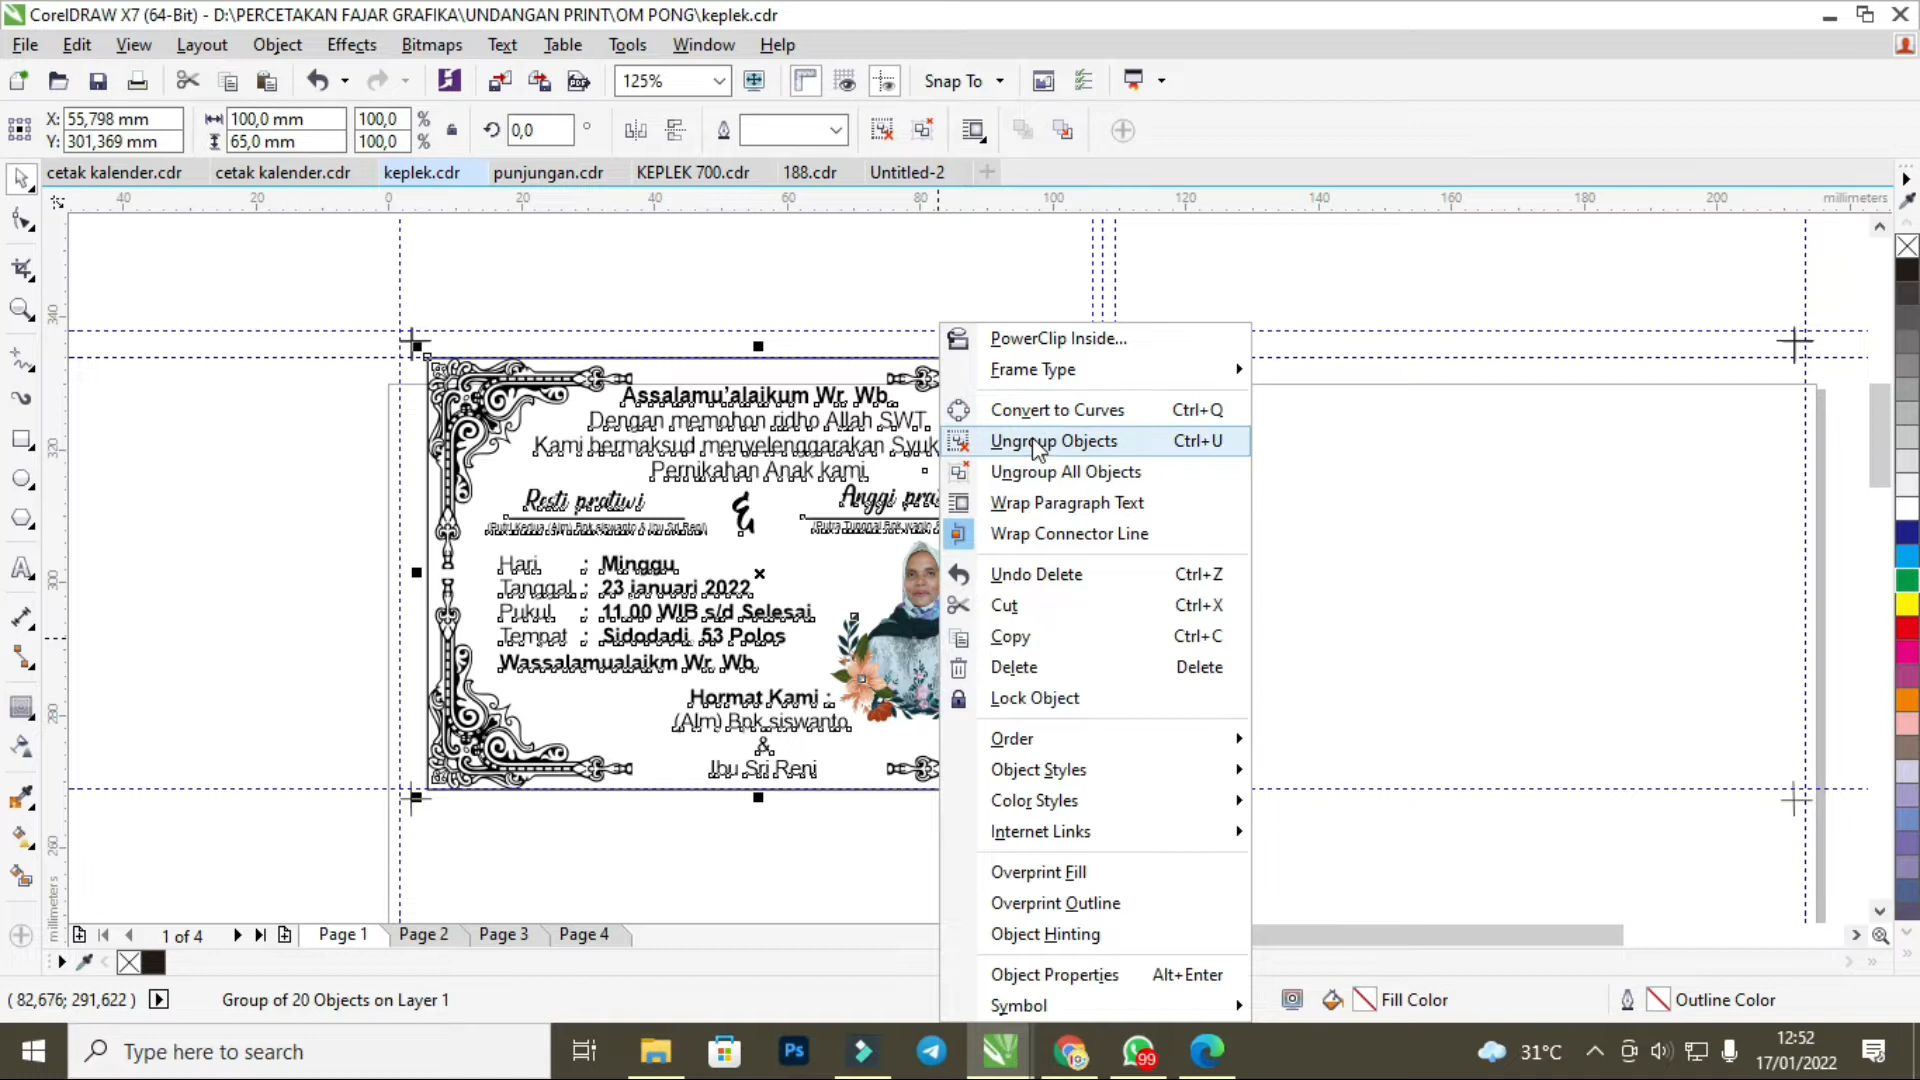 CorelDRAW X7 (64-Bit) - D:\PERCETAKAN FAJAR GRAFIKA\UNDANGAN PRINT\OM PONG\keplek.cdr
File Edit View Layout Object Effects Bitmaps Text Table Tools Window Help
125% Snap To
X: 55,798 mm 100,0 mm 100,0 % 0,0 °
Y: 301,369 mm 65,0 mm 100,0 %
cetak kalender.cdr cetak kalender.cdr keplek.cdr punjungan.cdr KEPLEK 700.cdr 188.cdr Untitled-2
40 20 0 20 40 60 80 100 120 140 160 180 200 millimeters
340
320
300
280
260
millimeters
Assalamu'alaikum Wr. Wb.
Dengan memohon ridho Allah SWT.
Kami bermaksud menyelenggarakan Syuk
Pernikahan Anak kami
Resti pratiwi & Anggi pra
(Putri Kedua (Alm) Bpk.siswanto & Ibu Sri Reni) (Putra Tunggal Bpk.
Hari : Minggu
Tanggal : 23 januari 2022
Pukul : 11.00 WIB s/d Selesai
Tempat : Sidodadi 53 Polos
Wassalamualaikm Wr. Wb.
Hormat Kami :
(Alm) Bpk.siswanto
&
Ibu Sri Reni
PowerClip Inside...
Frame Type
Convert to Curves Ctrl+Q
Ungroup Objects Ctrl+U
Ungroup All Objects
Wrap Paragraph Text
Wrap Connector Line
Undo Delete Ctrl+Z
Cut Ctrl+X
Copy Ctrl+C
Delete Delete
Lock Object
Order
Object Styles
Color Styles
Internet Links
Overprint Fill
Overprint Outline
Object Hinting
Object Properties Alt+Enter
Symbol
1 of 4 Page 1 Page 2 Page 3 Page 4
( 82,676; 291,622 ) Group of 20 Objects on Layer 1 Fill Color Outline Color
Type here to search Ps 99 31°C 12:52
17/01/2022